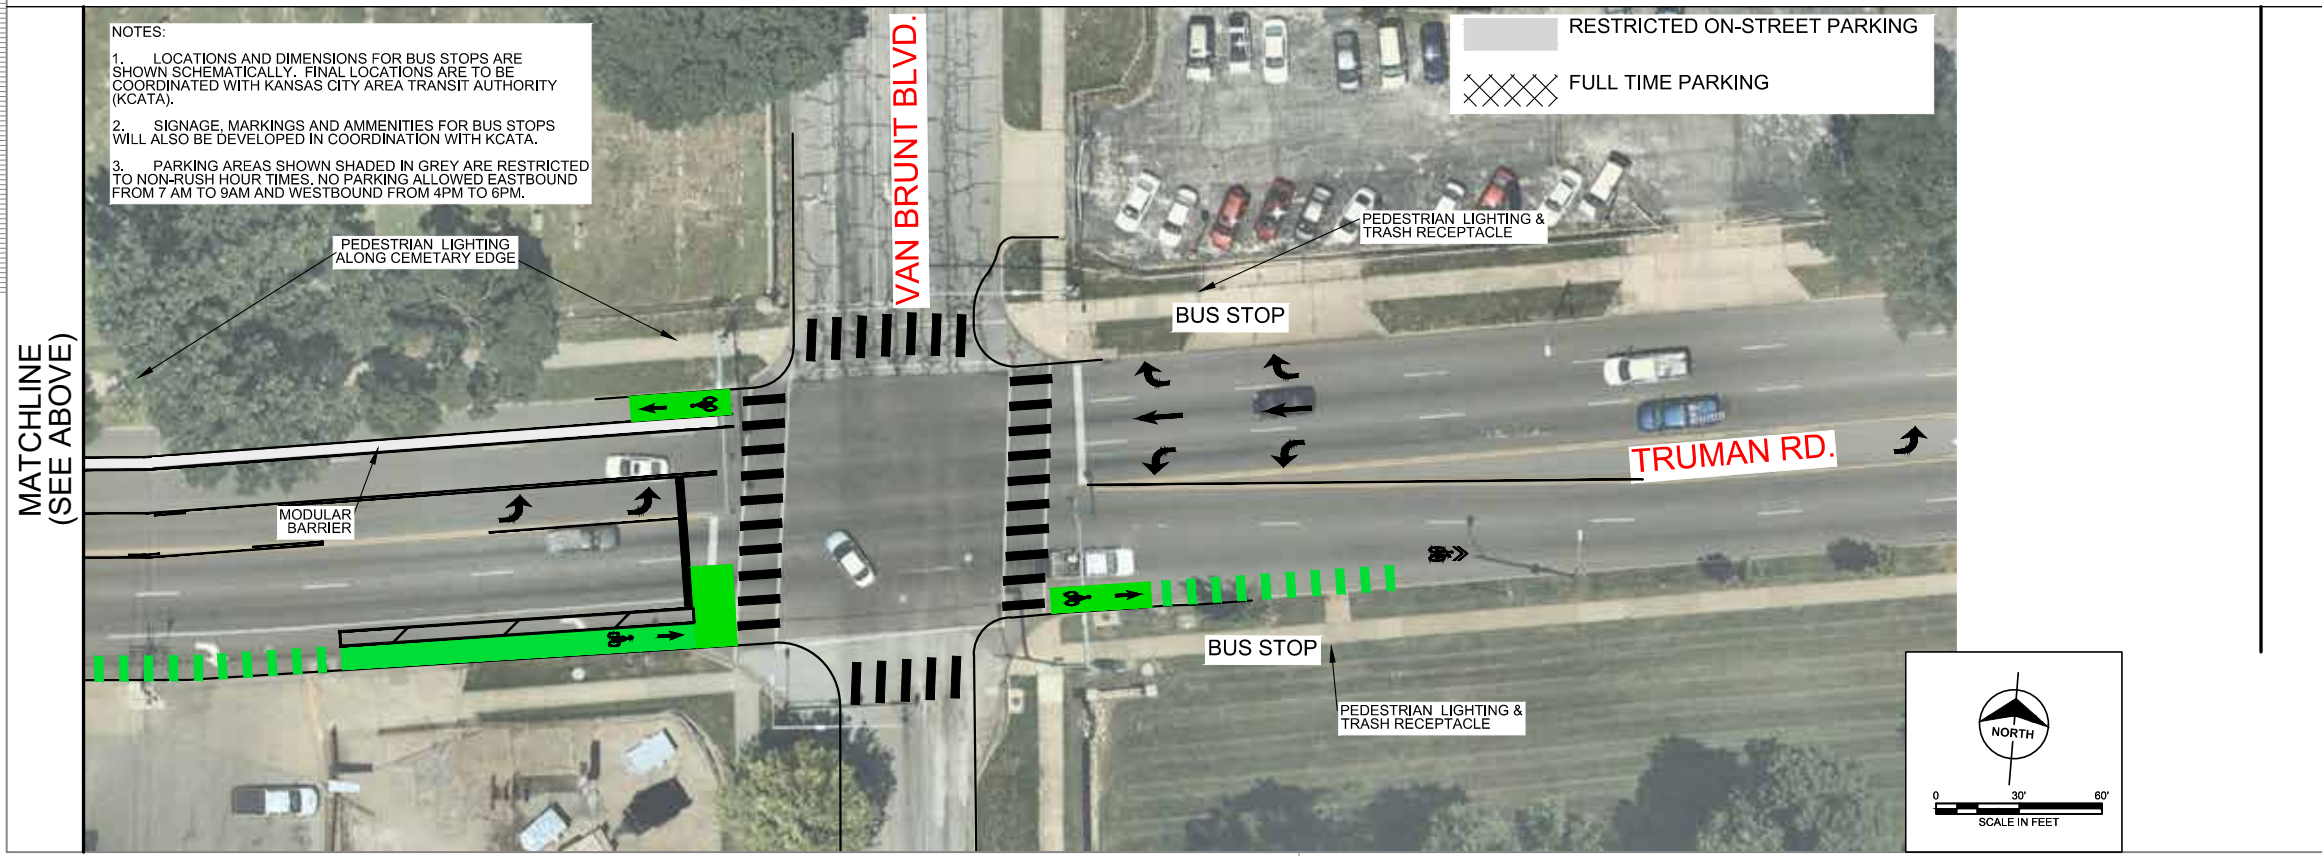 NOTES:
1. LOCATIONS AND DIMENSIONS FOR BUS STOPS ARE
SHOWN SCHEMATICALLY. FINAL LOCATIONS ARE TO BE
COORDINATED WITH KANSAS CITY AREA TRANSIT AUTHORITY
(KCATA).
2. SIGNAGE, MARKINGS AND AMMENITIES FOR BUS STOPS
WILL ALSO BE DEVELOPED IN COORDINATION WITH KCATA.
3. PARKING AREAS SHOWN SHADED IN GREY ARE RESTRICTED
TO NON-RUSH HOUR TIMES. NO PARKING ALLOWED EASTBOUND
FROM 7 AM TO 9AM AND WESTBOUND FROM 4PM TO 6PM.
VAN BRUNT BLVD.
RESTRICTED ON-STREET PARKING
FULL TIME PARKING
PEDESTRIAN LIGHTING
ALONG CEMETARY EDGE
PEDESTRIAN LIGHTING &
TRASH RECEPTACLE
BUS STOP
MATCHLINE
(SEE ABOVE)
TRUMAN RD.
MODULAR
BARRIER
BUS STOP
PEDESTRIAN LIGHTING &
TRASH RECEPTACLE
NORTH
0 30' 60'
SCALE IN FEET